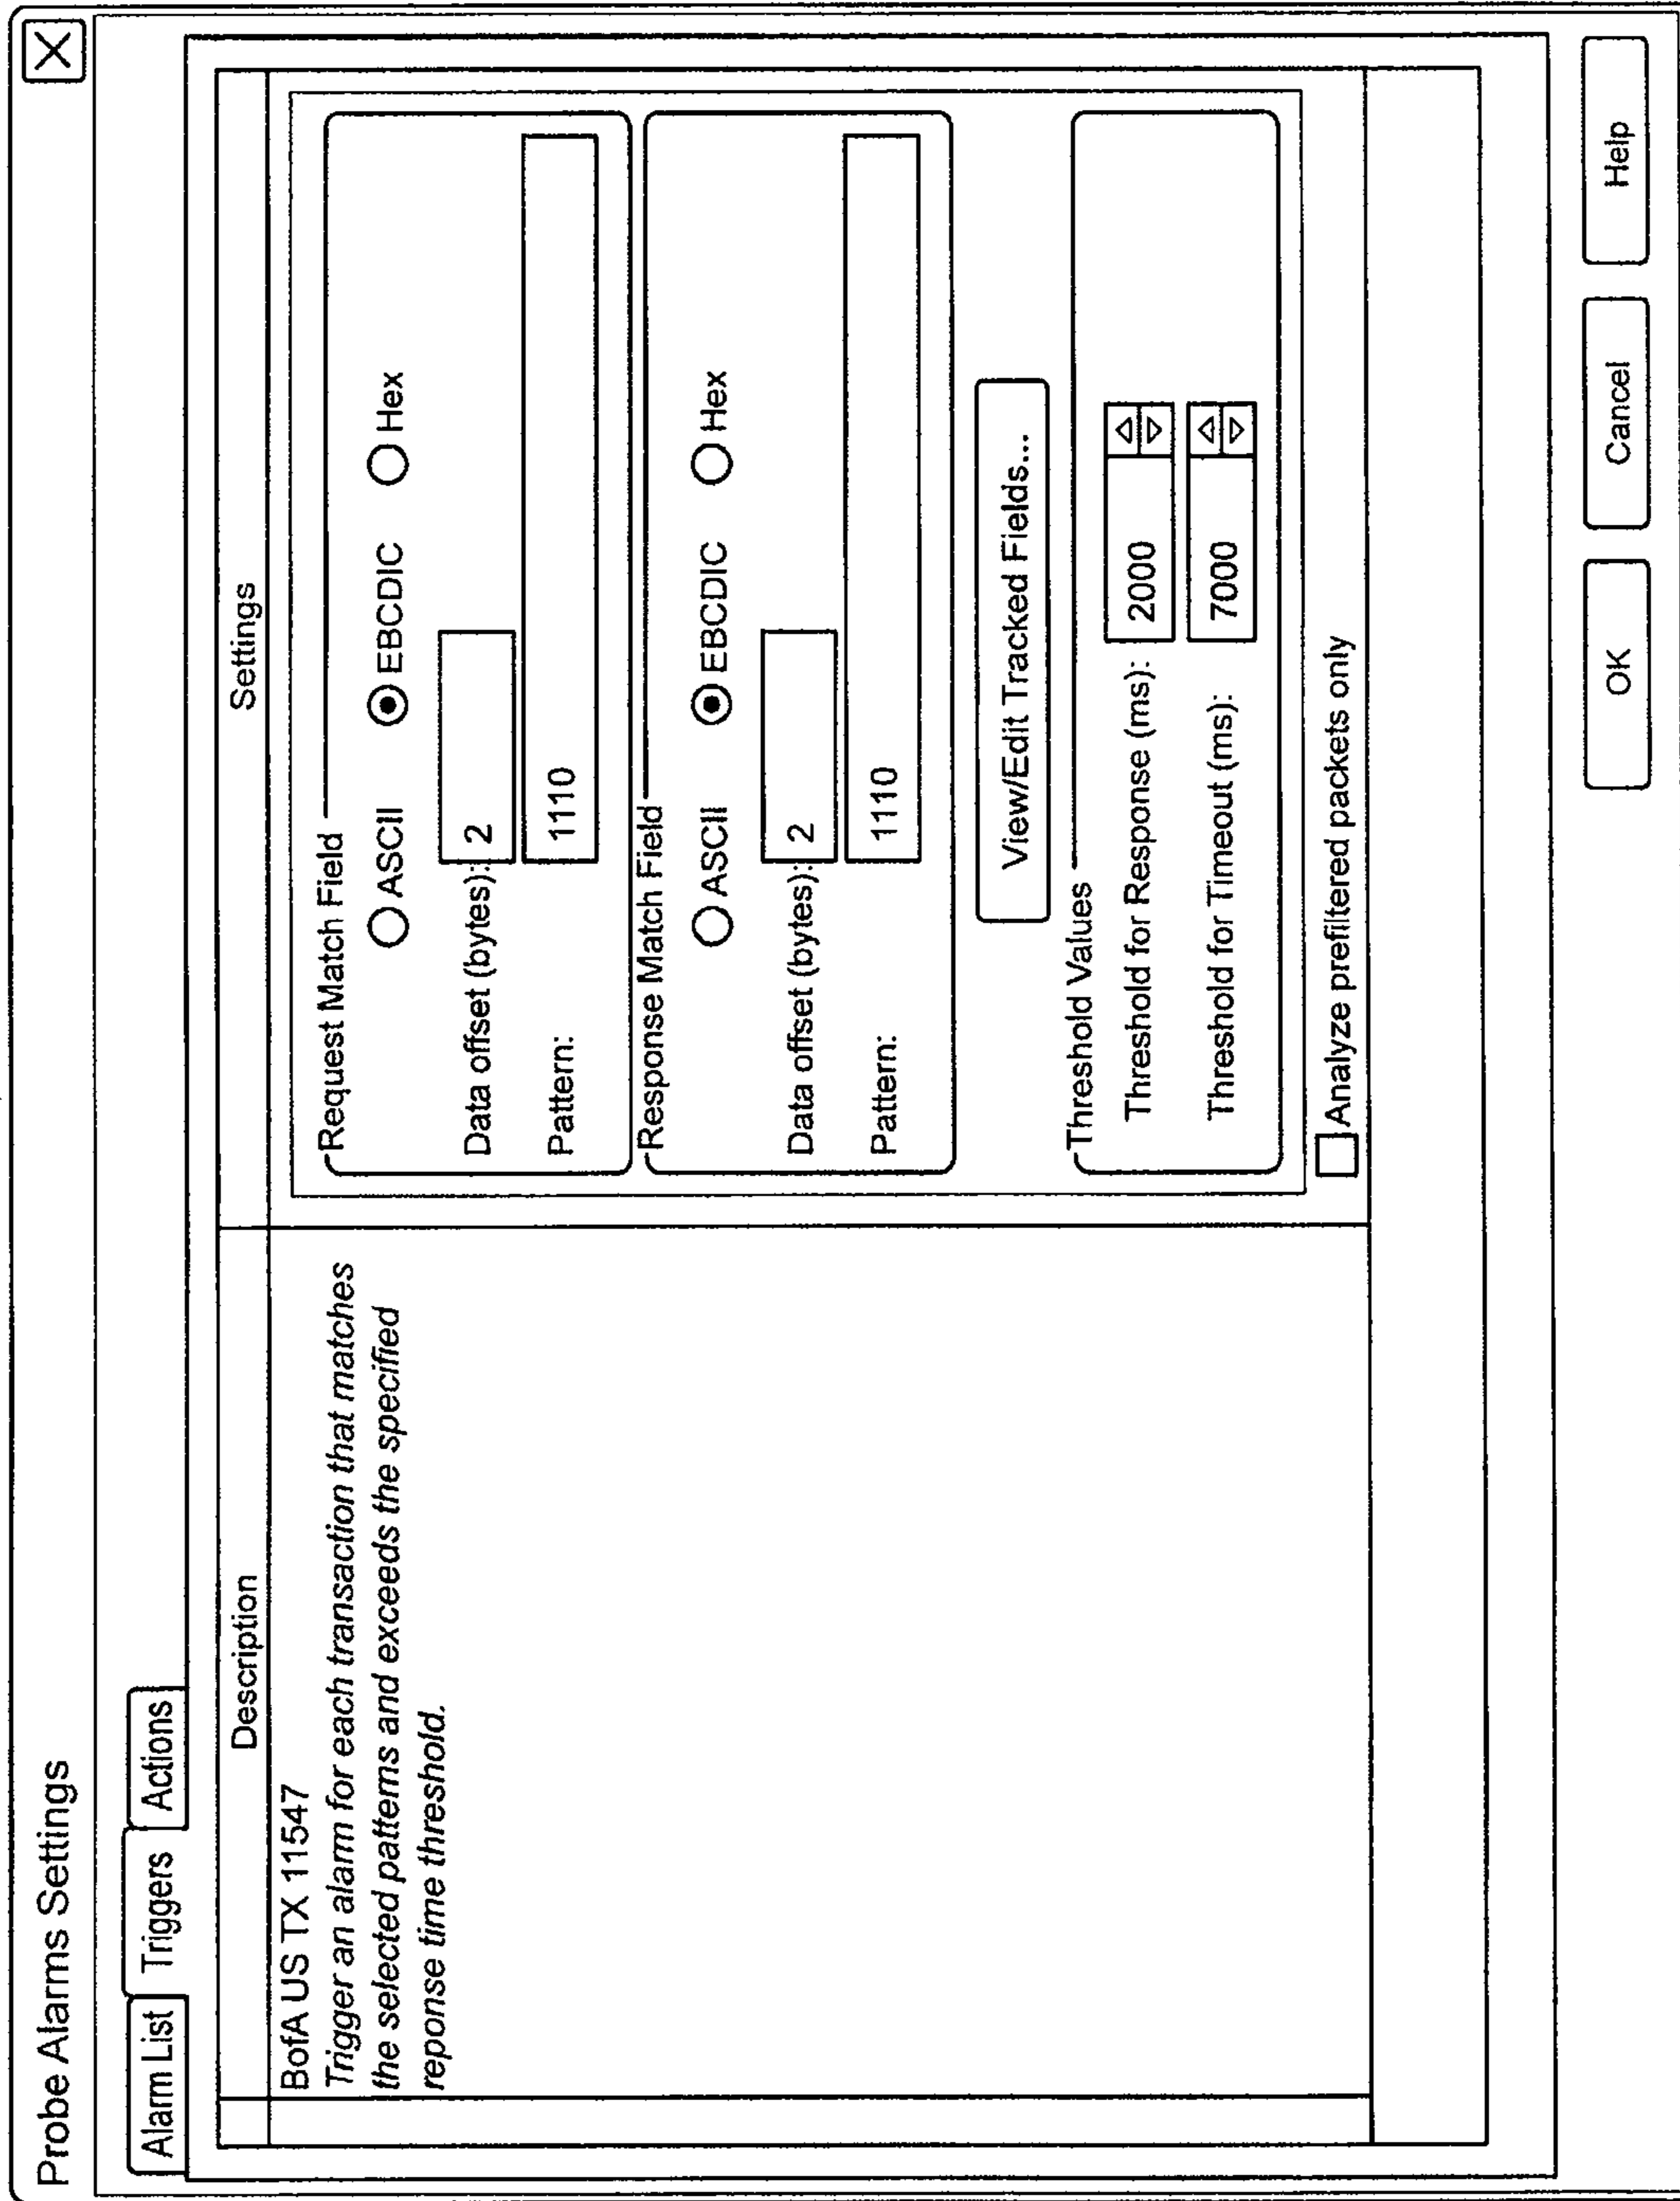 Probe Alarms Settings
Alarm List Triggers Actions
Description
Settings
BofA US TX 11547
Trigger an alarm for each transaction that matches
the selected patterns and exceeds the specified
reponse time threshold.
Request Match Field
ASCII EBCDIC Hex
Data offset (bytes): 2
Pattern: 1110
Response Match Field
ASCII EBCDIC Hex
Data offset (bytes): 2
Pattern: 1110
View/Edit Tracked Fields...
Threshold Values
Threshold for Response (ms): 2000
Threshold for Timeout (ms): 7000
Analyze prefiltered packets only
OK Cancel Help